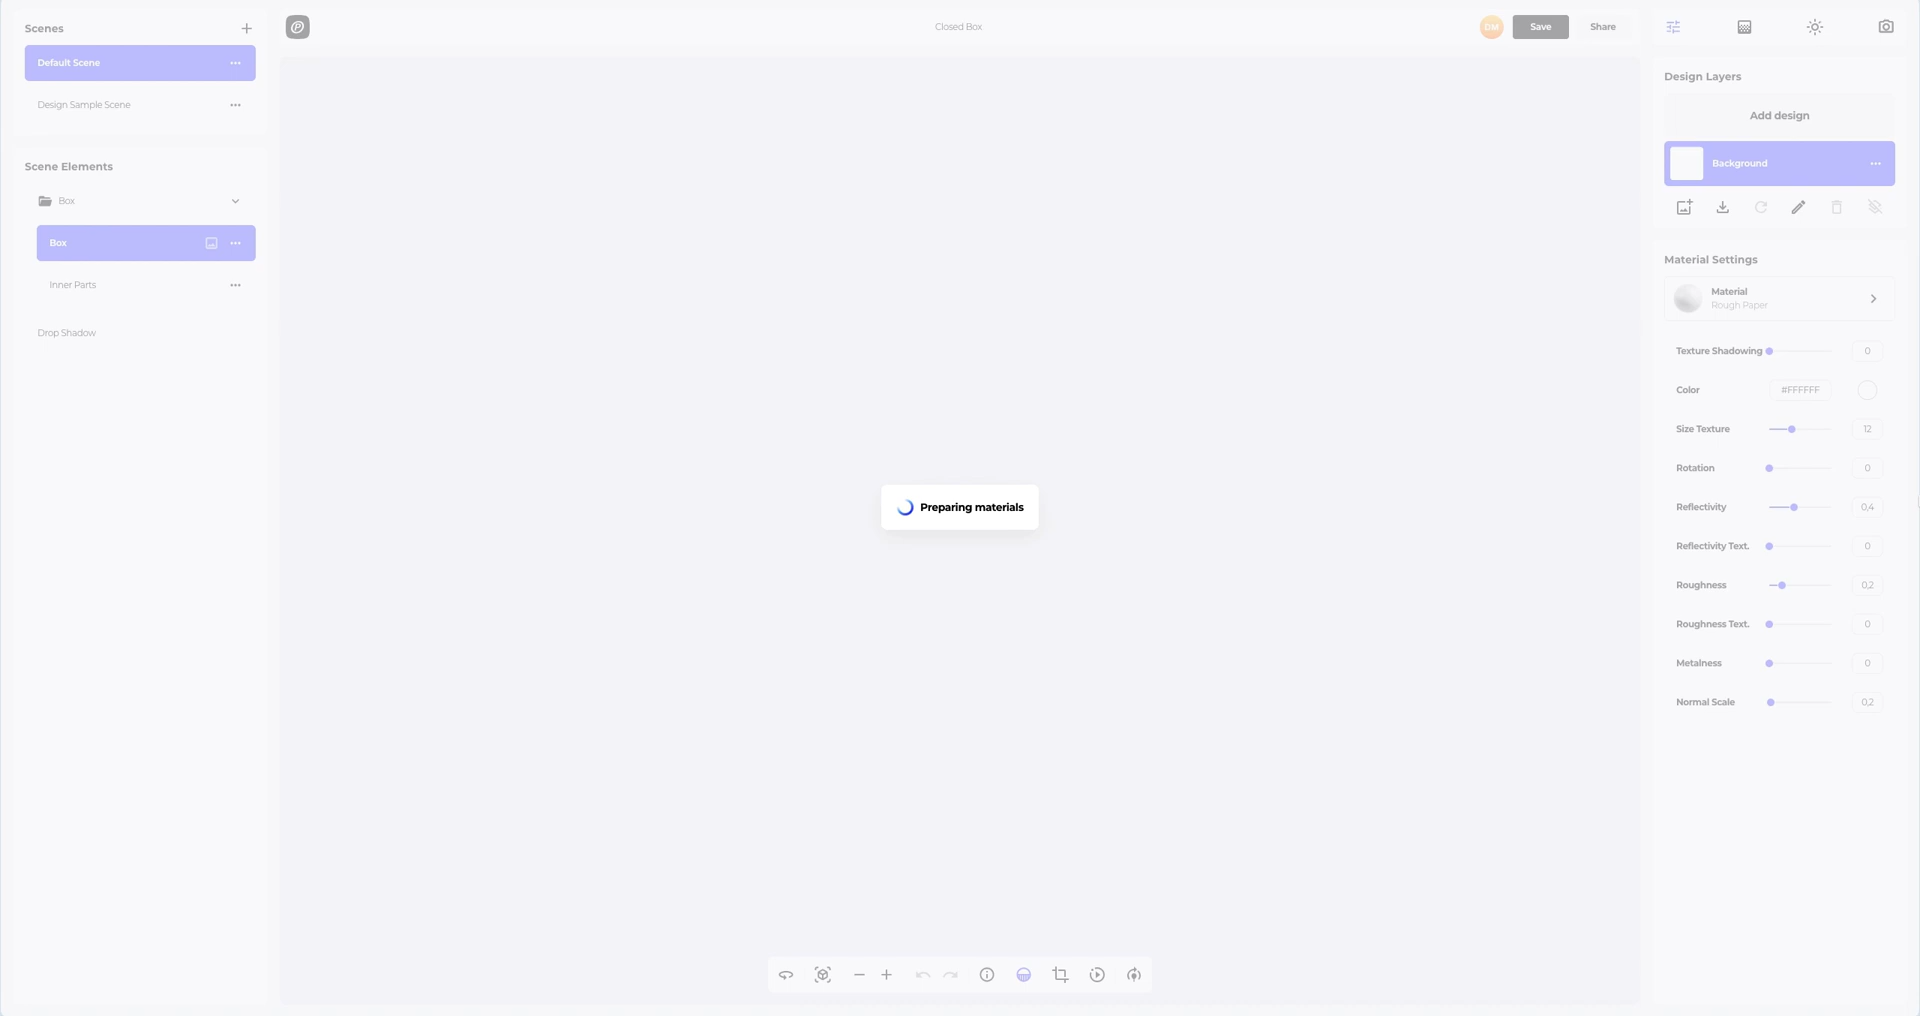 Scenes
Default Scene
Design Sample Scene
Scene Elements
Box
Box
Inner Parts
Drop Shadow
Closed Box
DM
Save
Share
Preparing materials
Design Layers
Add design
Background
Material Settings
Material
Rough Paper
Texture Shadowing 0
Color #FFFFFF
Size Texture 12
Rotation 0
Reflectivity 0,4
Reflectivity Text. 0
Roughness 0,2
Roughness Text. 0
Metalness 0
Normal Scale 0,2